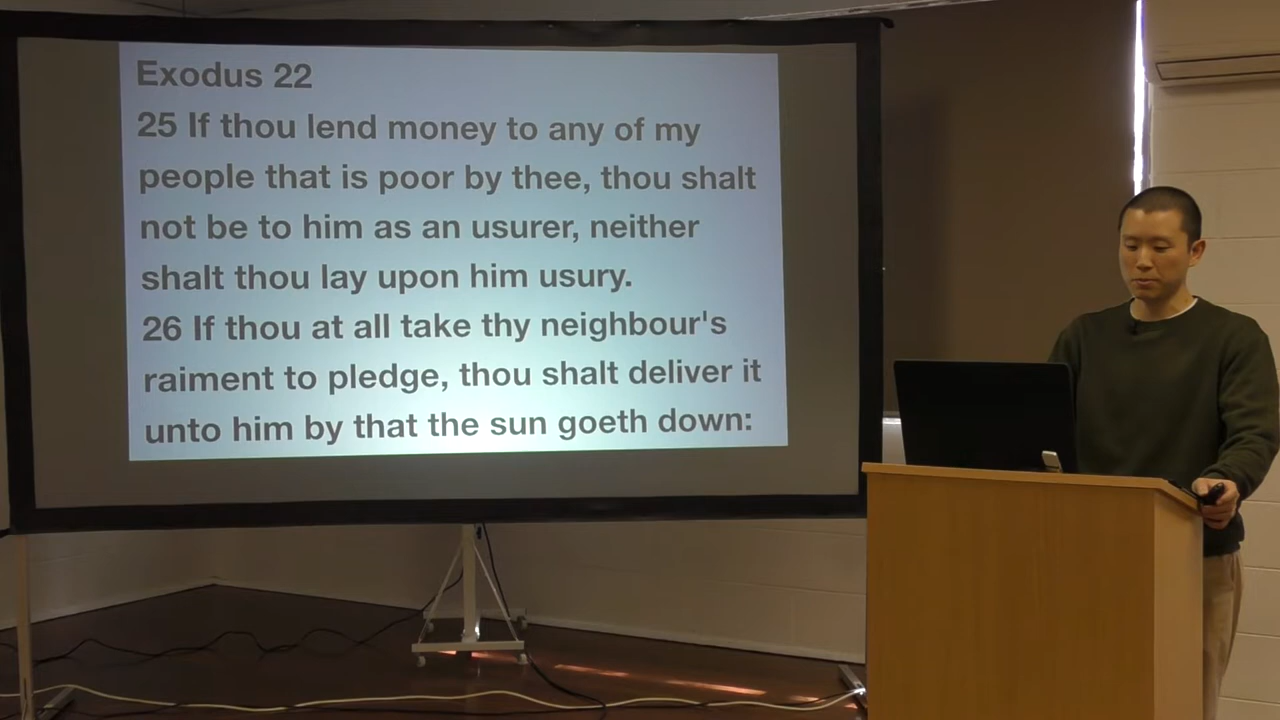 Exodus 22
25 If thou lend money to any of my
people that is poor by thee, thou shalt
not be to him as an usurer, neither
shalt thou lay upon him usury.
26 If thou at all take thy neighbour's
raiment to pledge, thou shalt deliver it
unto him by that the sun goeth down: